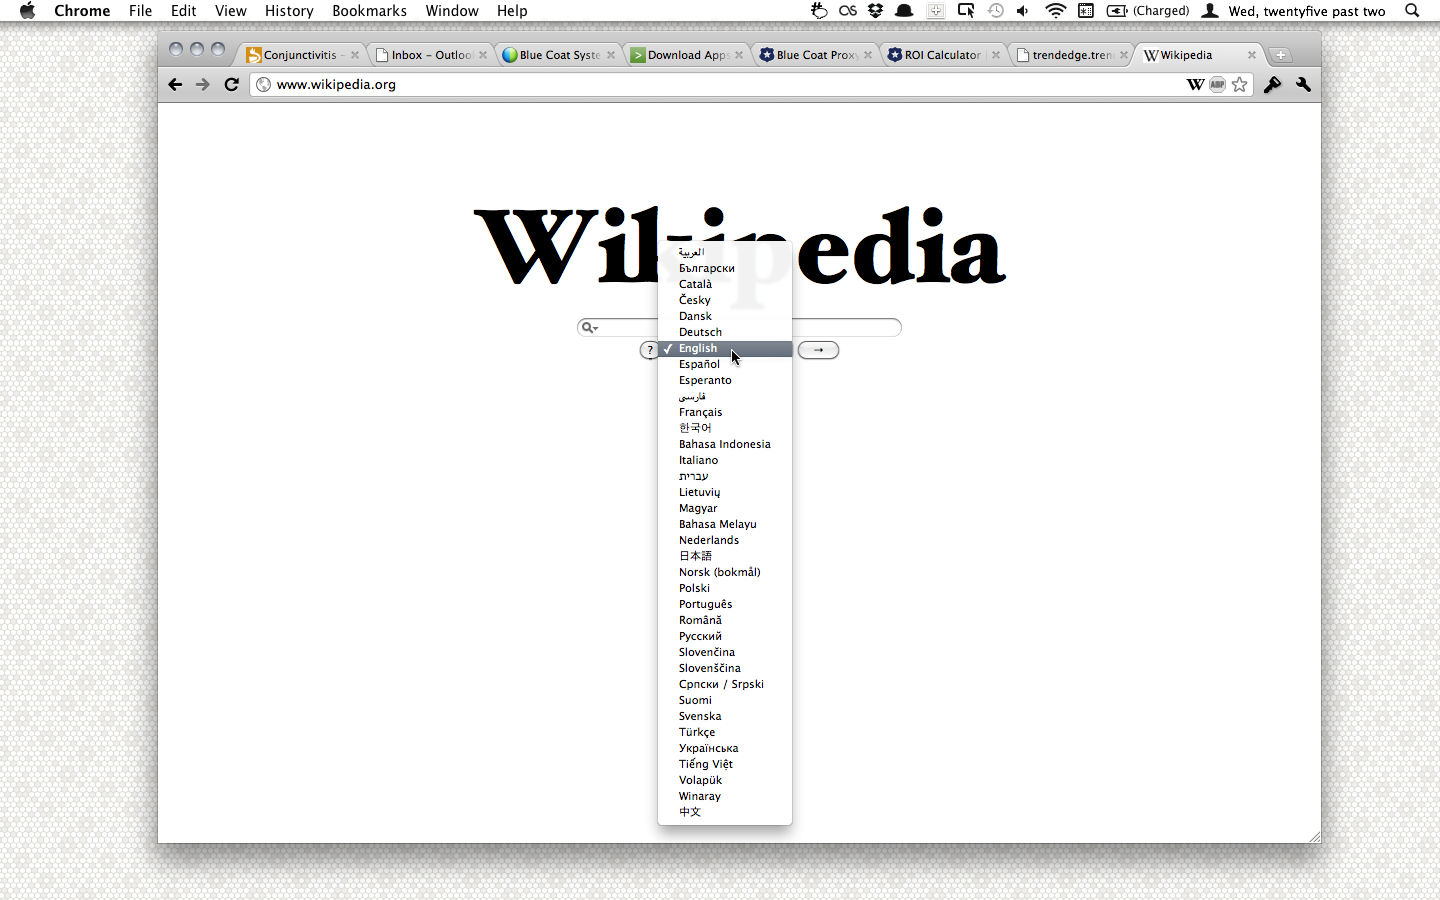 Chrome File Edit View History Bookmarks Window Help (Charged) Wed, twentyfive past two
Conjunctivitis – Inbox – Outloo Blue Coat Syste Download Apps Blue Coat Proxy ROI Calculator trendedge.tren Wikipedia
www.wikipedia.org W ABP
Wikipedia
العربية
Български
Català
Česky
Dansk
Deutsch
? ✓ English →
Español
Esperanto
فارسی
Français
한국어
Bahasa Indonesia
Italiano
עברית
Lietuvių
Magyar
Bahasa Melayu
Nederlands
日本語
Norsk (bokmål)
Polski
Português
Română
Русский
Slovenčina
Slovenščina
Српски / Srpski
Suomi
Svenska
Türkçe
Українська
Tiếng Việt
Volapük
Winaray
中文